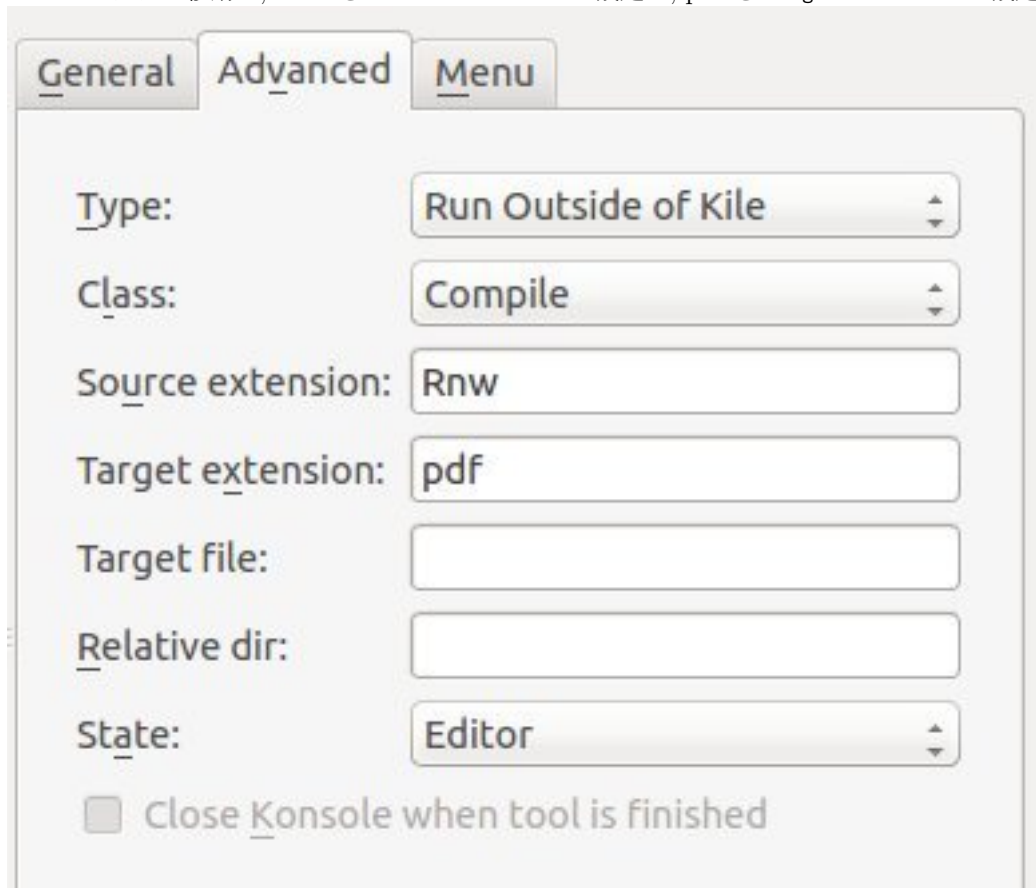 General Advanced Menu
Type: Run Outside of Kile
Class: Compile
Source extension: Rnw
Target extension: pdf
Target file:
Relative dir:
State: Editor
Close Konsole when tool is finished